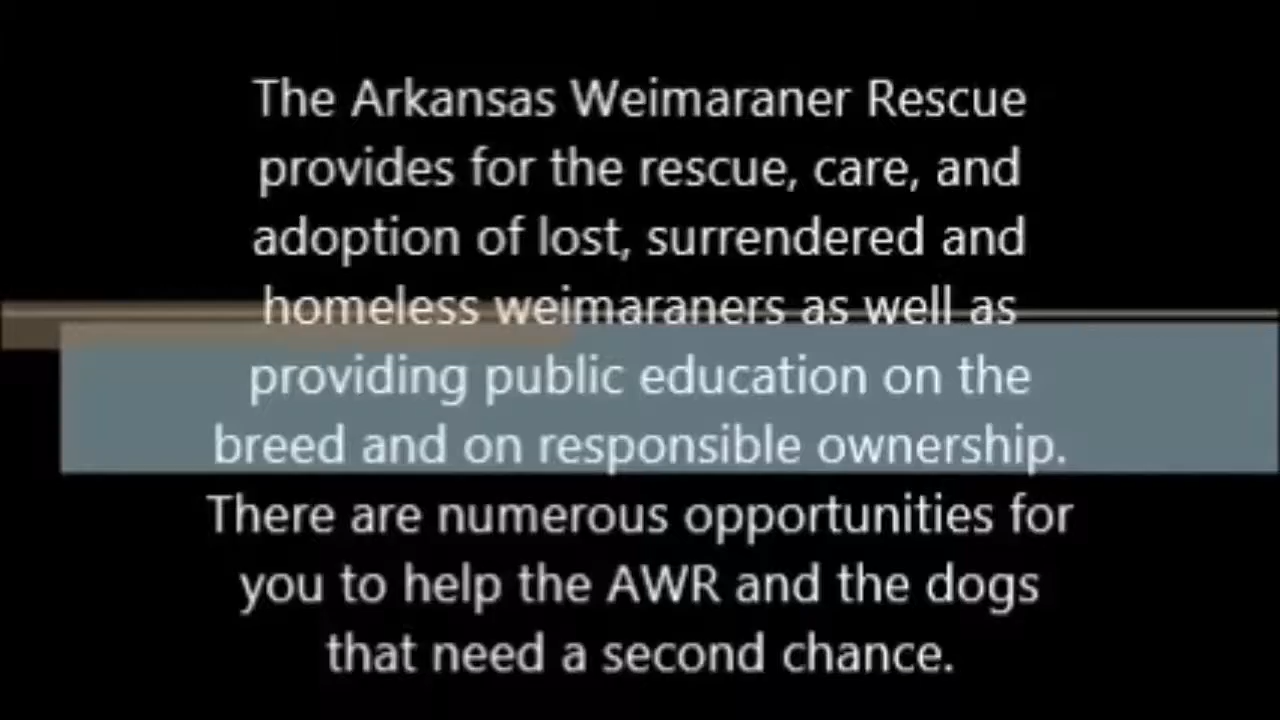 The Arkansas Weimaraner Rescue
provides for the rescue, care, and
adoption of lost, surrendered and
homeless weimaraners as well as
providing public education on the
breed and on responsible ownership.
There are numerous opportunities for
you to help the AWR and the dogs
that need a second chance.